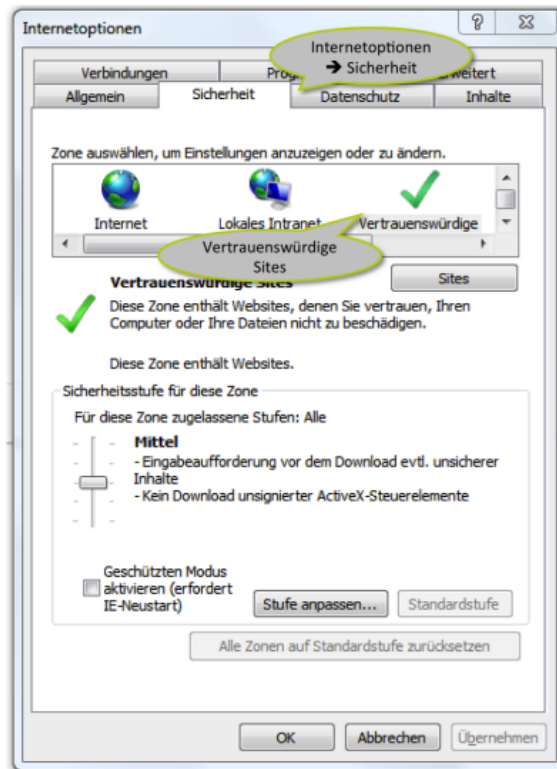 Internetoptionen
Internetoptionen
➔ Sicherheit
Verbindungen
Allgemein
Sicherheit
Datenschutz
Inhalte
Zone auswählen, um Einstellungen anzuzeigen oder zu ändern.
Internet
Lokales Intranet
Vertrauenswürdige
Vertrauenswürdige
Sites
Vertrauenswürdige Sites
Sites
Diese Zone enthält Websites, denen Sie vertrauen, Ihren
Computer oder Ihre Dateien nicht zu beschädigen.
Diese Zone enthält Websites.
Sicherheitsstufe für diese Zone
Für diese Zone zugelassene Stufen: Alle
Mittel
- Eingabeaufforderung vor dem Download evtl. unsicherer
Inhalte
- Kein Download unsignierter ActiveX-Steuerelemente
Geschützten Modus
aktivieren (erfordert
IE-Neustart)
Stufe anpassen...
Standardstufe
Alle Zonen auf Standardstufe zurücksetzen
OK
Abbrechen
Übernehmen